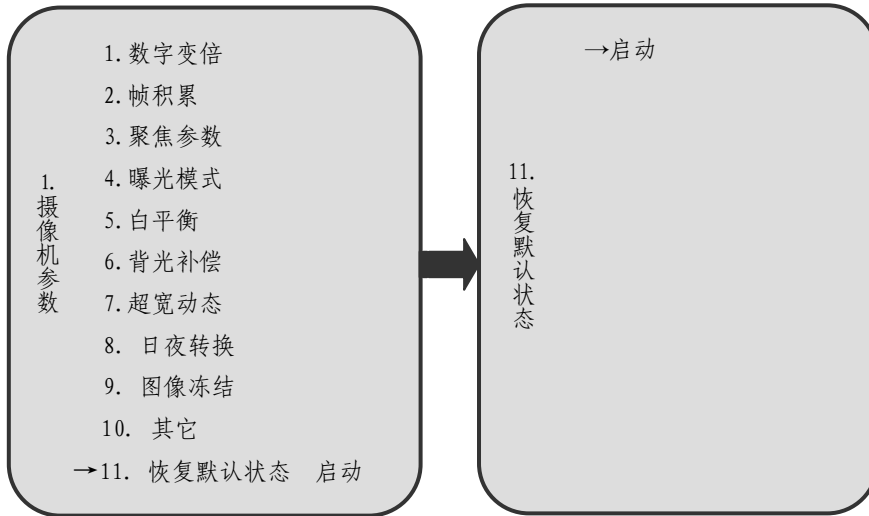 1.摄像机参数
1.数字变倍
2.帧积累
3.聚焦参数
4.曝光模式
5.白平衡
6.背光补偿
7.超宽动态
8. 日夜转换
9. 图像冻结
10. 其它
→11. 恢复默认状态 启动
11.恢复默认状态
→启动